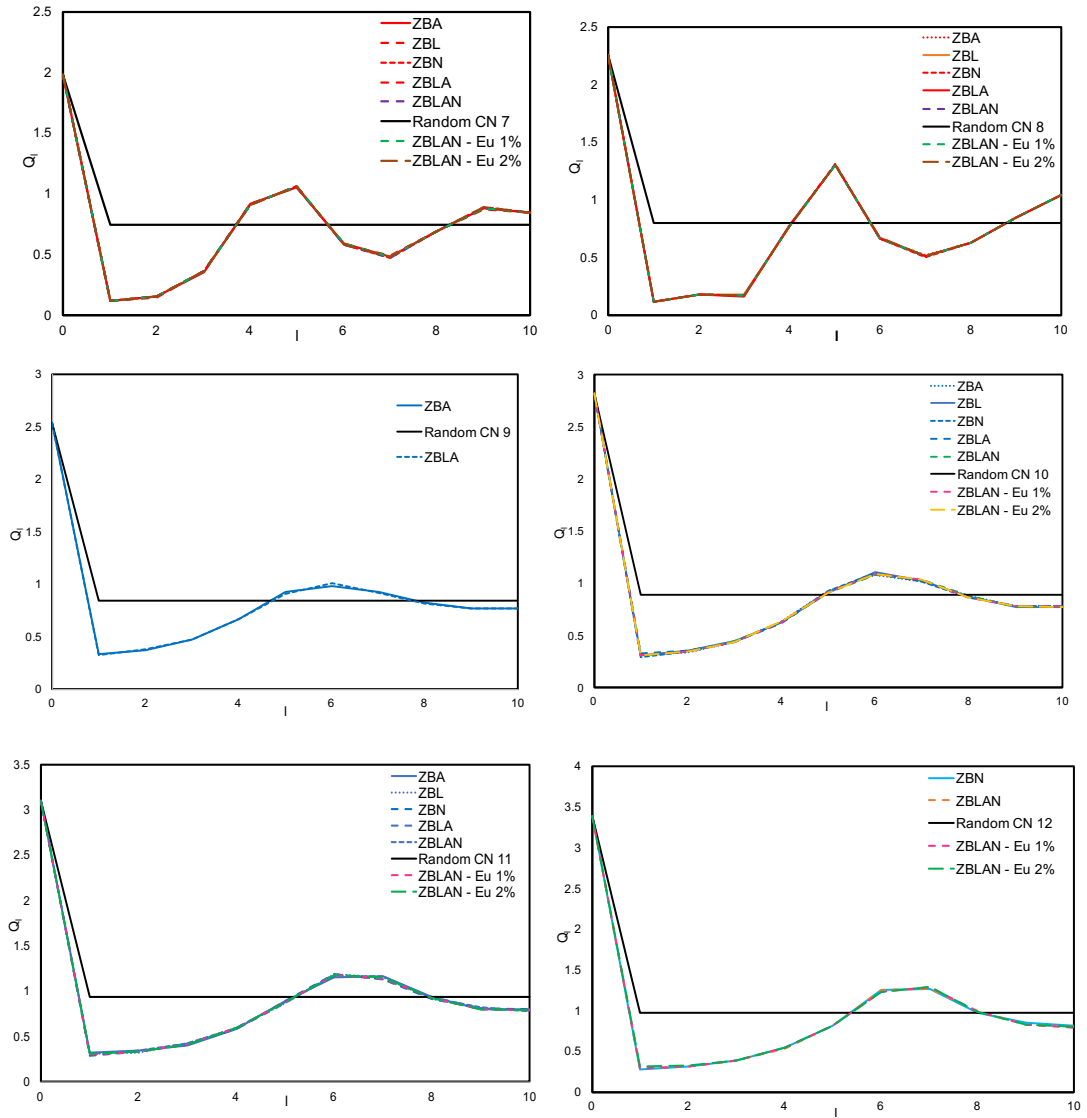 2.5
2
1.5
1
0.5
0
Q_l
0 2 4 6 8 10
l
ZBA
ZBL
ZBN
ZBLA
ZBLAN
Random CN 7
ZBLAN - Eu 1%
ZBLAN - Eu 2%
2.5
2
1.5
1
0.5
0
Q_l
0 2 4 6 8 10
l
ZBA
ZBL
ZBN
ZBLA
ZBLAN
Random CN 8
ZBLAN - Eu 1%
ZBLAN - Eu 2%
3
2.5
2
1.5
1
0.5
0
Q_l
0 2 4 6 8 10
l
ZBA
Random CN 9
ZBLA
3
2.5
2
1.5
1
0.5
0
Q_l
0 2 4 6 8 10
l
ZBA
ZBL
ZBN
ZBLA
ZBLAN
Random CN 10
ZBLAN - Eu 1%
ZBLAN - Eu 2%
3.5
3
2.5
2
1.5
1
0.5
0
Q_l
0 2 4 6 8 10
l
ZBA
ZBL
ZBN
ZBLA
ZBLAN
Random CN 11
ZBLAN - Eu 1%
ZBLAN - Eu 2%
4
3.5
3
2.5
2
1.5
1
0.5
0
Q_l
0 2 4 6 8 10
l
ZBN
ZBLAN
Random CN 12
ZBLAN - Eu 1%
ZBLAN - Eu 2%